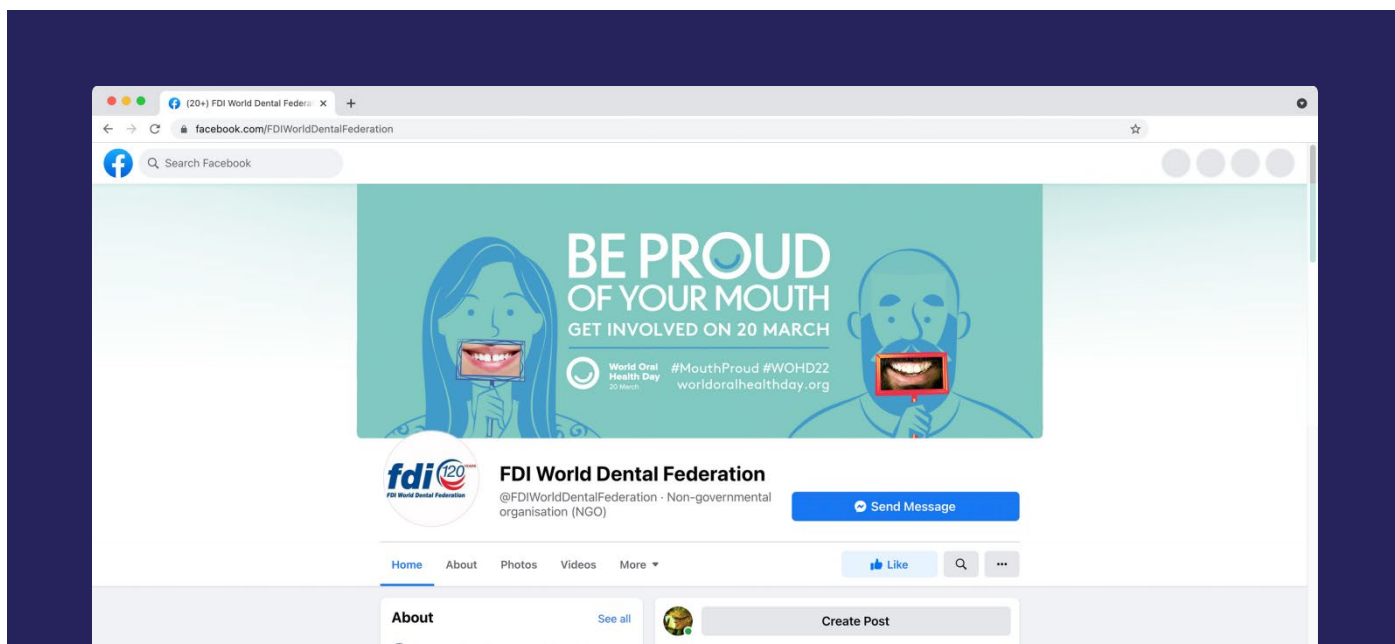 (20+) FDI World Dental Federa
facebook.com/FDIWorldDentalFederation
Search Facebook
BE PROUD
OF YOUR MOUTH
GET INVOLVED ON 20 MARCH
World Oral
Health Day
20 March
#MouthProud #WOHD22
worldoralhealthday.org
fdi 120 years
FDI World Dental Federation
FDI World Dental Federation
@FDIWorldDentalFederation · Non-governmental
organisation (NGO)
Send Message
Home About Photos Videos More
Like
About See all
Create Post